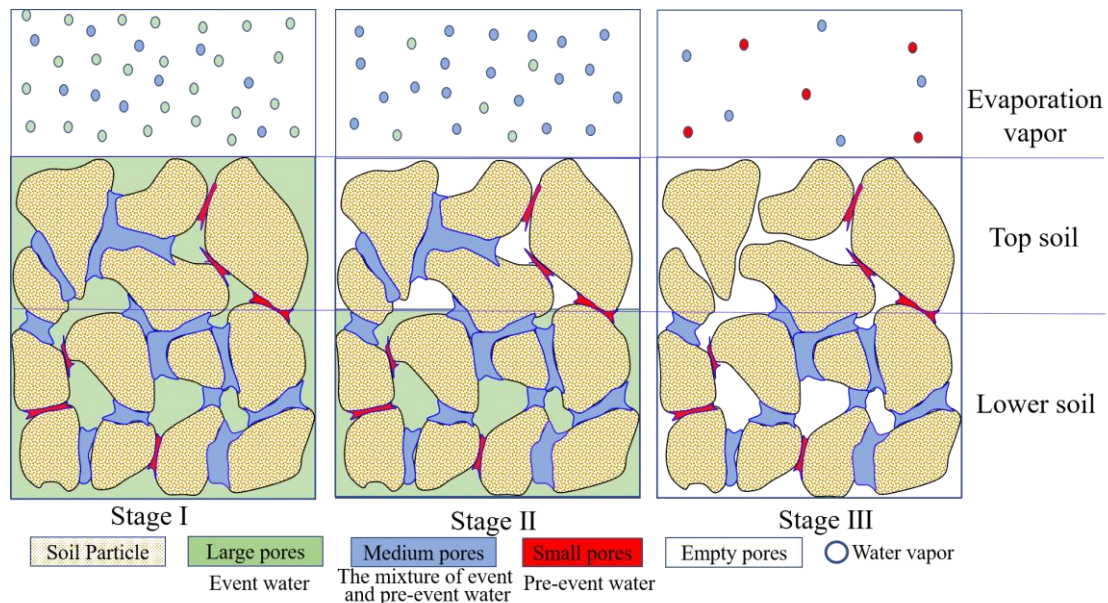 Evaporation
vapor
Top soil
Lower soil
Stage I
Stage II
Stage III
Soil Particle
Large pores
Medium pores
Small pores
Empty pores
Water vapor
Event water
The mixture of event
and pre-event water
Pre-event water